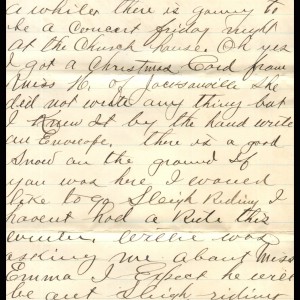 a while. there is gowny to
be a Concert friday night
at the Church house. Oh yes
I got a Christmas Card from
Miss H. of Jacksonville She
did not write any thing but
I Know It by the hand write
on Envelope, there is a good
Snow on the ground If
you was here I would
like to go Sleigh Riding I
havent had a Ride this
winter. Willie was
asking me about Miss
Emma I Expect he will
be out Sleigh riding